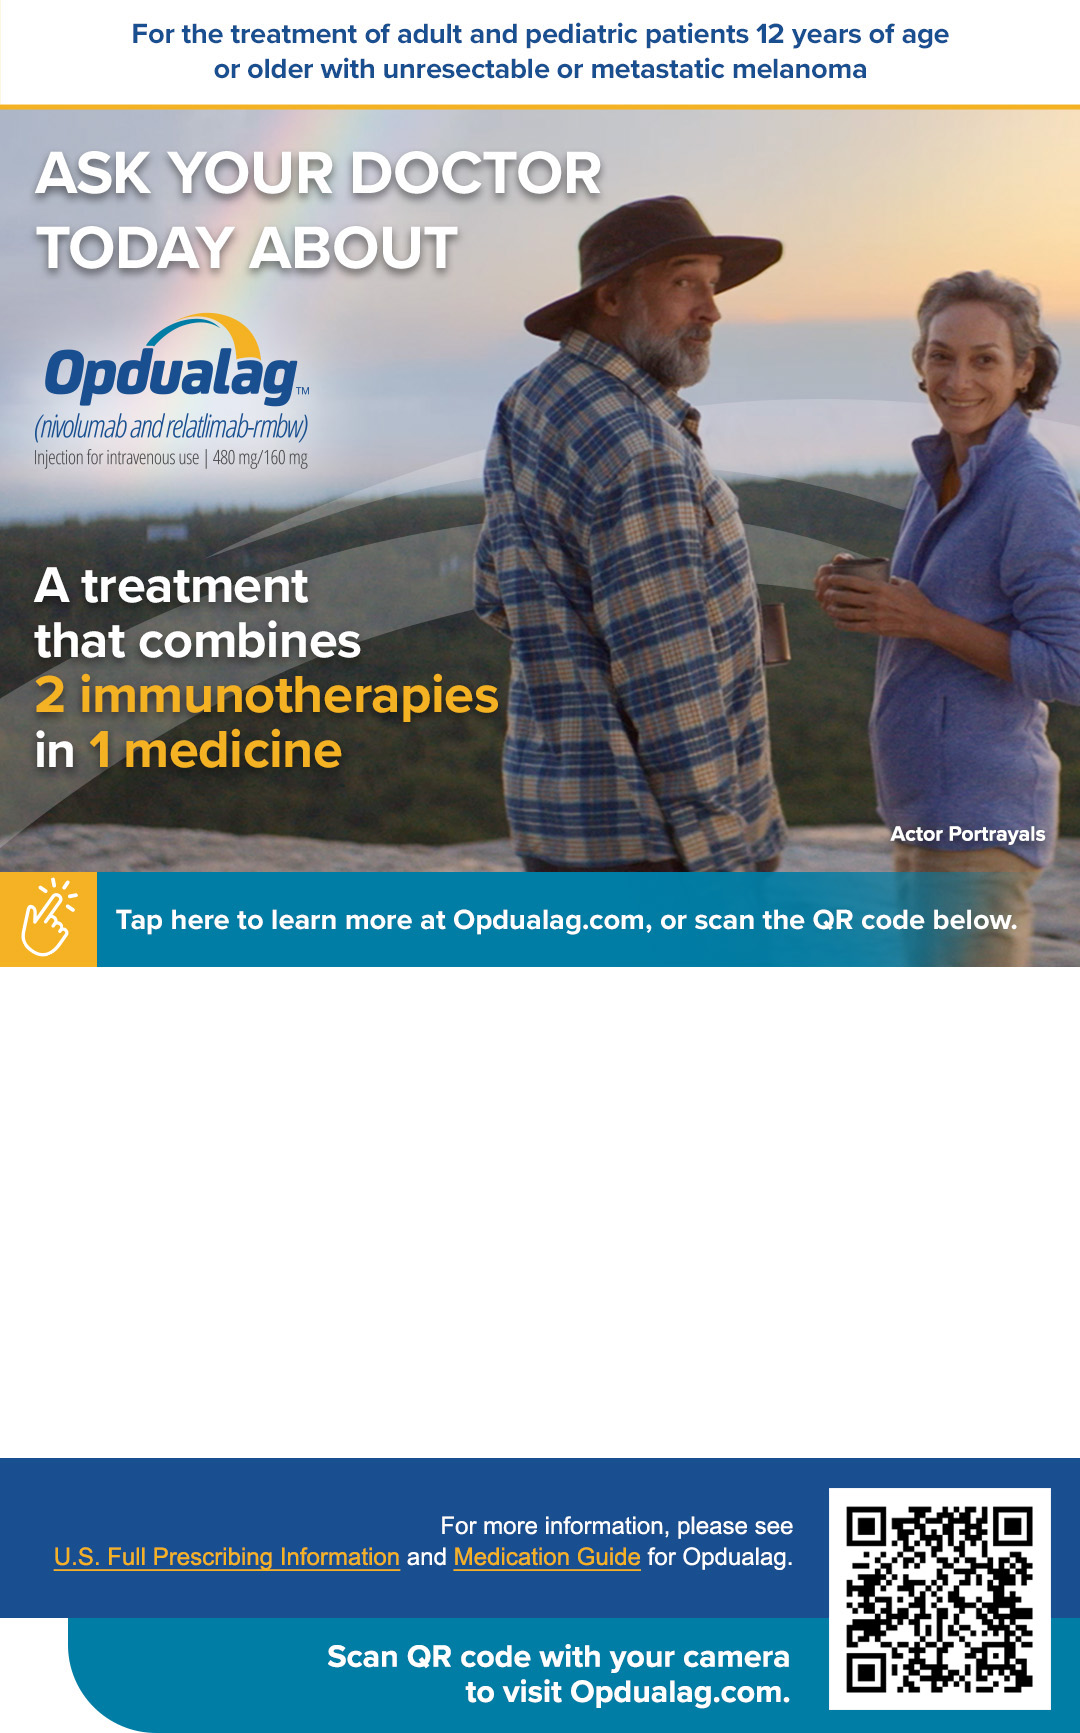 For the treatment of adult and pediatric patients 12 years of age
or older with unresectable or metastatic melanoma
ASK YOUR DOCTOR
TODAY ABOUT
Opdualag™
(nivolumab and relatlimab-rmbw)
Injection for intravenous use | 480 mg/160 mg
A treatment
that combines
2 immunotherapies
in 1 medicine
Actor Portrayals
Tap here to learn more at Opdualag.com, or scan the QR code below.
For more information, please see
U.S. Full Prescribing Information and Medication Guide for Opdualag.
Scan QR code with your camera
to visit Opdualag.com.